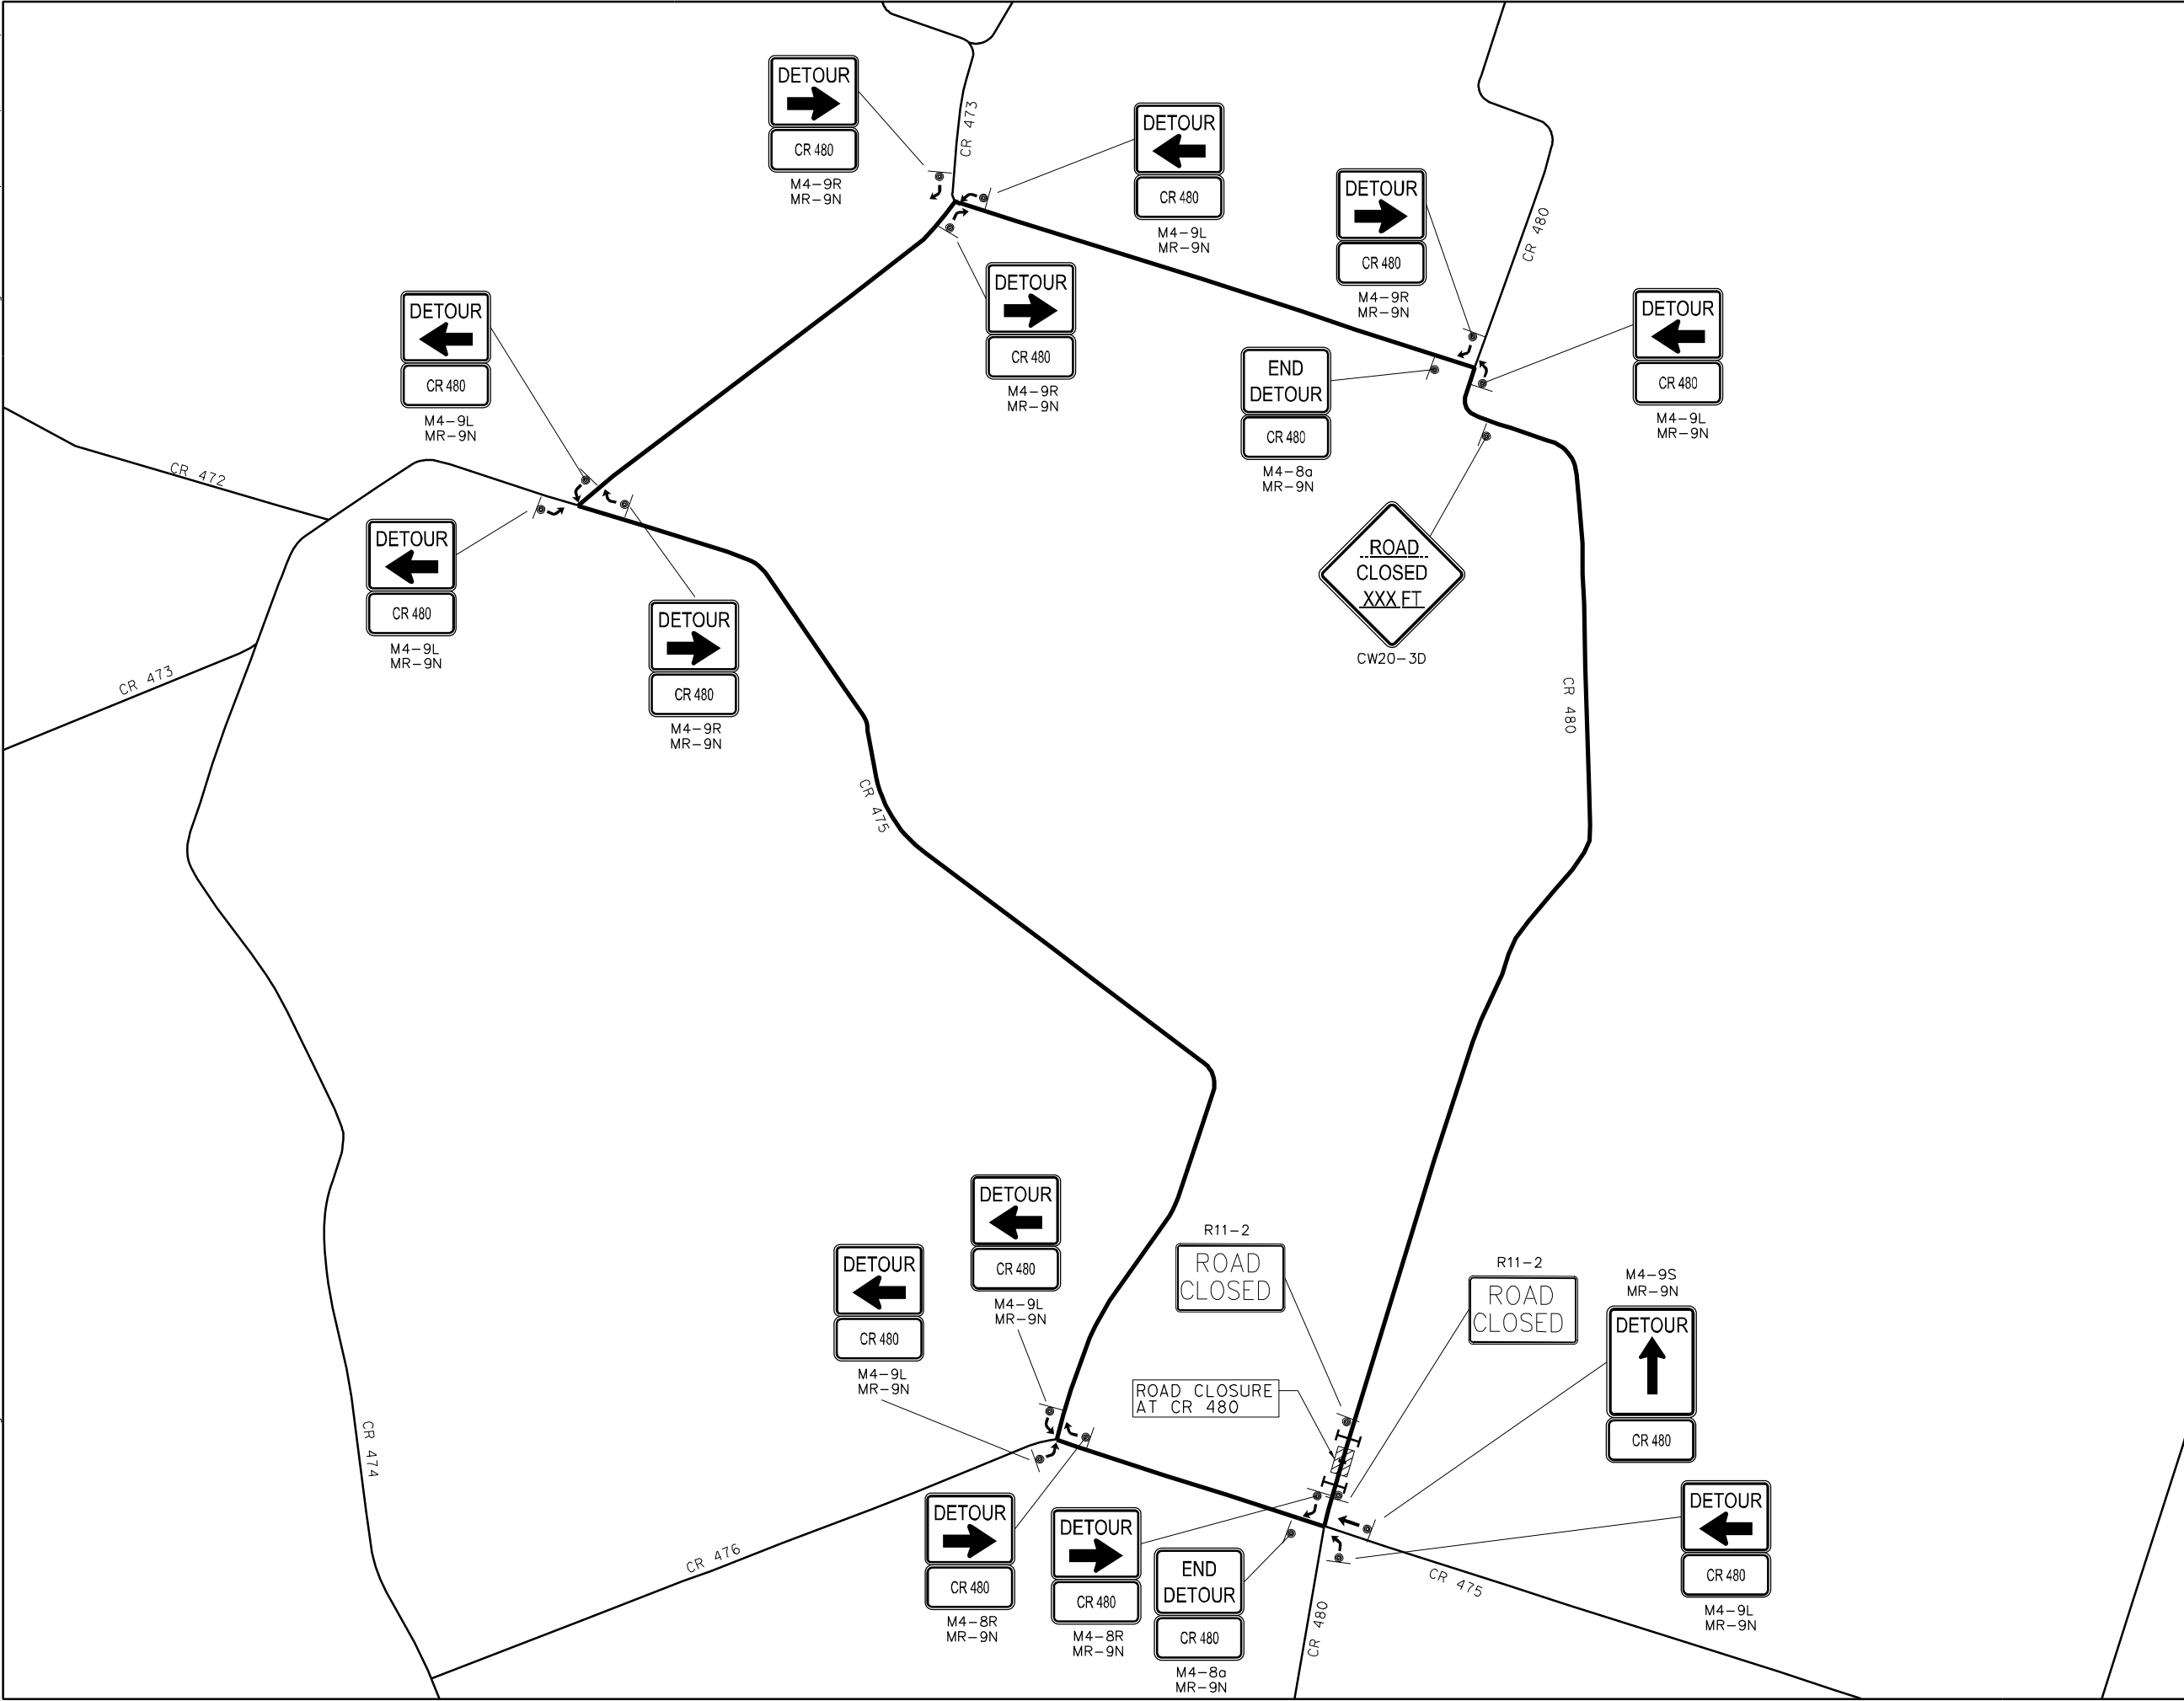 DETOUR
CR 480
M4-9R
MR-9N
CR 473
DETOUR
CR 480
M4-9L
MR-9N
DETOUR
CR 480
M4-9R
MR-9N
CR 480
DETOUR
CR 480
M4-9R
MR-9N
DETOUR
CR 480
M4-9L
MR-9N
DETOUR
CR 480
M4-9L
MR-9N
END
DETOUR
CR 480
M4-8a
MR-9N
CR 472
DETOUR
CR 480
M4-9L
MR-9N
ROAD
CLOSED
XXX FT
CW20-3D
DETOUR
CR 480
M4-9R
MR-9N
CR 473
CR 480
CR 475
DETOUR
CR 480
M4-9L
MR-9N
DETOUR
CR 480
M4-9L
MR-9N
R11-2
ROAD
CLOSED
R11-2
ROAD
CLOSED
M4-9S
MR-9N
DETOUR
CR 480
ROAD CLOSURE
AT CR 480
CR 474
CR 476
DETOUR
CR 480
M4-8R
MR-9N
DETOUR
CR 480
M4-8R
MR-9N
END
DETOUR
CR 480
M4-8a
MR-9N
CR 480
CR 475
DETOUR
CR 480
M4-9L
MR-9N